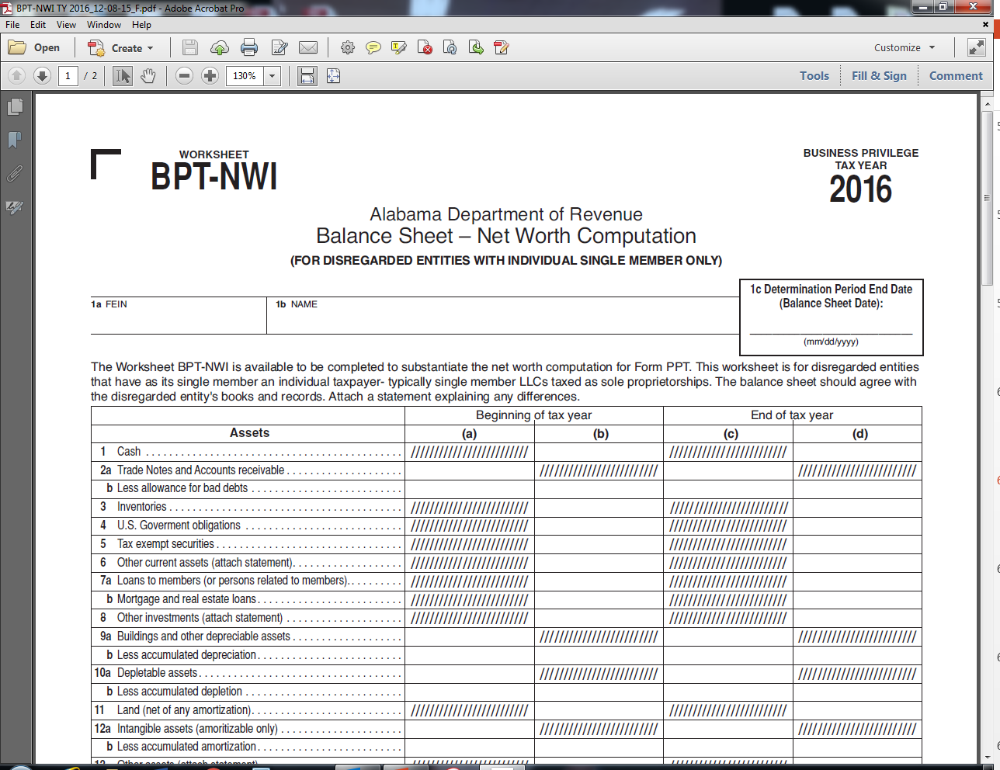 BPT-NWI TY 2016_12-08-15_F.pdf - Adobe Acrobat Pro
File Edit View Window Help
Open Create Customize
1 / 2 130% Tools Fill & Sign Comment
WORKSHEET
BPT-NWI
BUSINESS PRIVILEGE
TAX YEAR
2016
Alabama Department of Revenue
Balance Sheet – Net Worth Computation
(FOR DISREGARDED ENTITIES WITH INDIVIDUAL SINGLE MEMBER ONLY)
1a FEIN
1b NAME
1c Determination Period End Date
(Balance Sheet Date):
(mm/dd/yyyy)
The Worksheet BPT-NWI is available to be completed to substantiate the net worth computation for Form PPT. This worksheet is for disregarded entities
that have as its single member an individual taxpayer- typically single member LLCs taxed as sole proprietorships. The balance sheet should agree with
the disregarded entity's books and records. Attach a statement explaining any differences.
Beginning of tax year End of tax year
Assets (a) (b) (c) (d)
1 Cash
2a Trade Notes and Accounts receivable
b Less allowance for bad debts
3 Inventories
4 U.S. Goverment obligations
5 Tax exempt securities
6 Other current assets (attach statement)
7a Loans to members (or persons related to members)
b Mortgage and real estate loans
8 Other investments (attach statement)
9a Buildings and other depreciable assets
b Less accumulated depreciation
10a Depletable assets
b Less accumulated depletion
11 Land (net of any amortization)
12a Intangible assets (amoritizable only)
b Less accumulated amortization